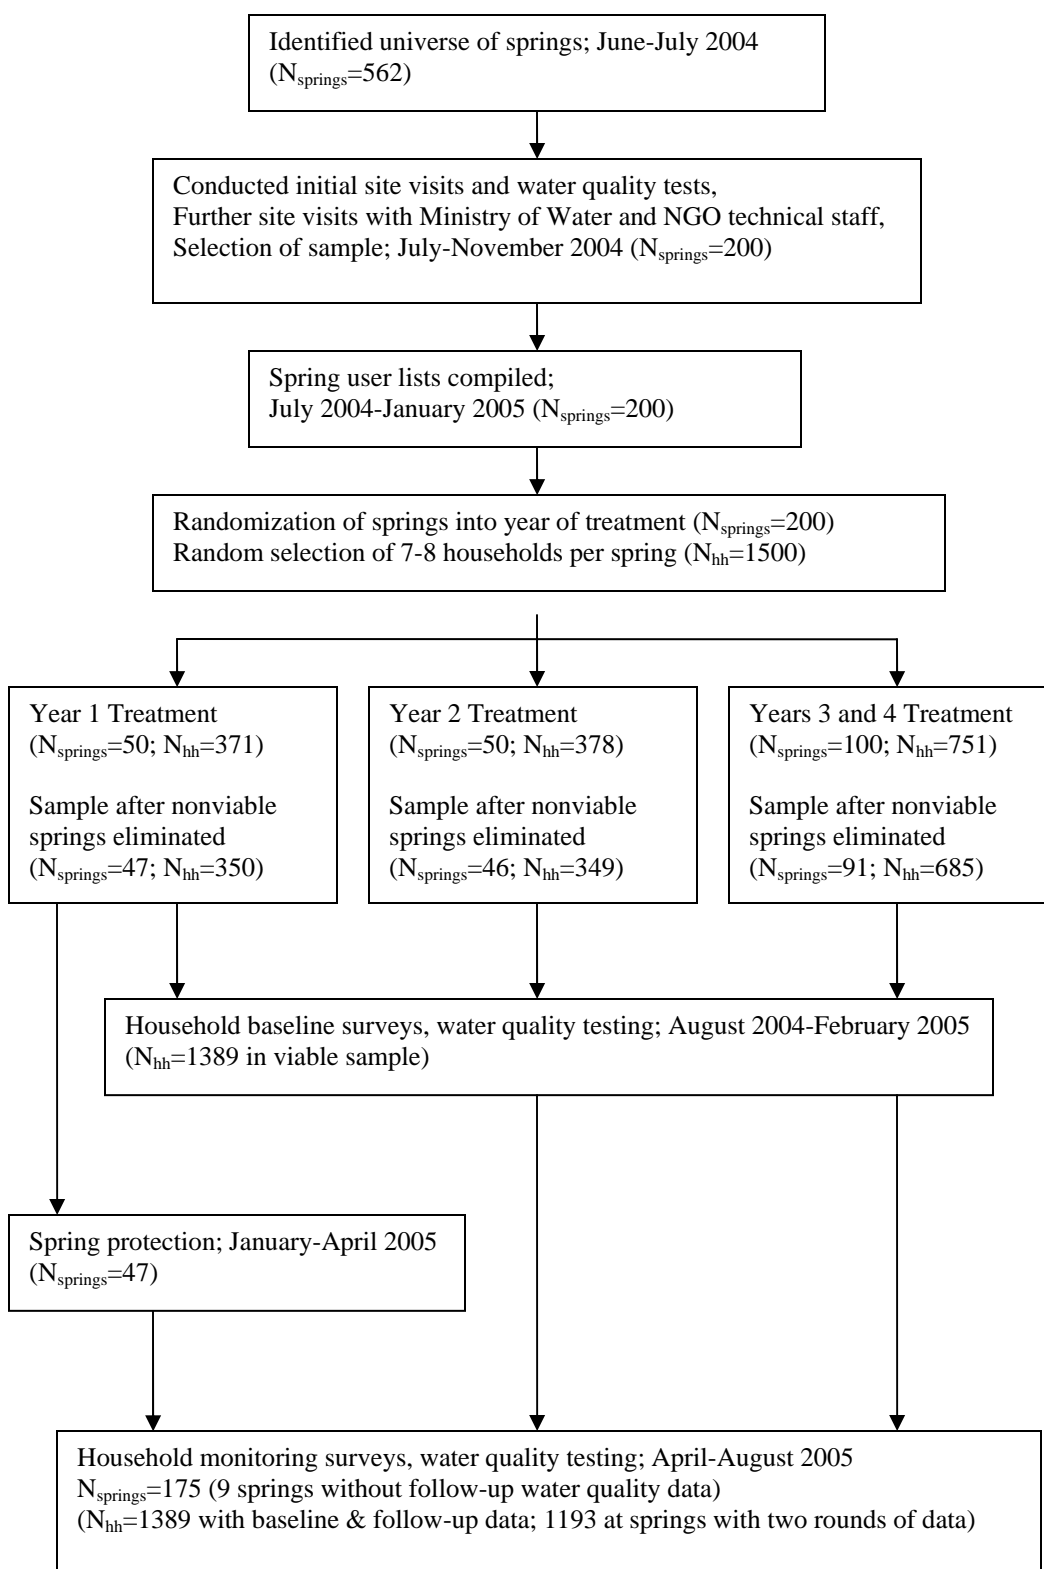 Identified universe of springs; June-July 2004
(Nsprings=562)
Conducted initial site visits and water quality tests,
Further site visits with Ministry of Water and NGO technical staff,
Selection of sample; July-November 2004 (Nsprings=200)
Spring user lists compiled;
July 2004-January 2005 (Nsprings=200)
Randomization of springs into year of treatment (Nsprings=200)
Random selection of 7-8 households per spring (Nhh=1500)
Year 1 Treatment
(Nsprings=50; Nhh=371)
Sample after nonviable
springs eliminated
(Nsprings=47; Nhh=350)
Year 2 Treatment
(Nsprings=50; Nhh=378)
Sample after nonviable
springs eliminated
(Nsprings=46; Nhh=349)
Years 3 and 4 Treatment
(Nsprings=100; Nhh=751)
Sample after nonviable
springs eliminated
(Nsprings=91; Nhh=685)
Household baseline surveys, water quality testing; August 2004-February 2005
(Nhh=1389 in viable sample)
Spring protection; January-April 2005
(Nsprings=47)
Household monitoring surveys, water quality testing; April-August 2005
Nsprings=175 (9 springs without follow-up water quality data)
(Nhh=1389 with baseline & follow-up data; 1193 at springs with two rounds of data)